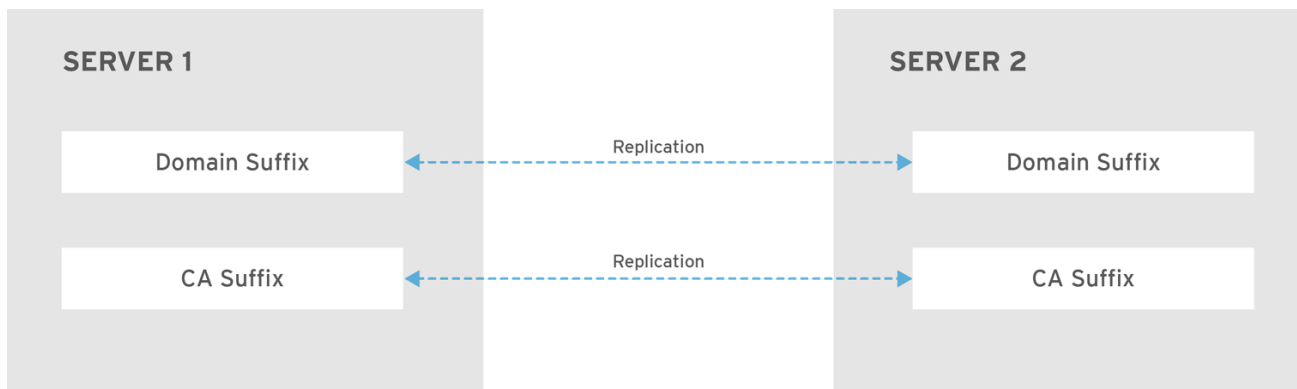 SERVER 1
SERVER 2
Domain Suffix
Replication
Domain Suffix
CA Suffix
Replication
CA Suffix